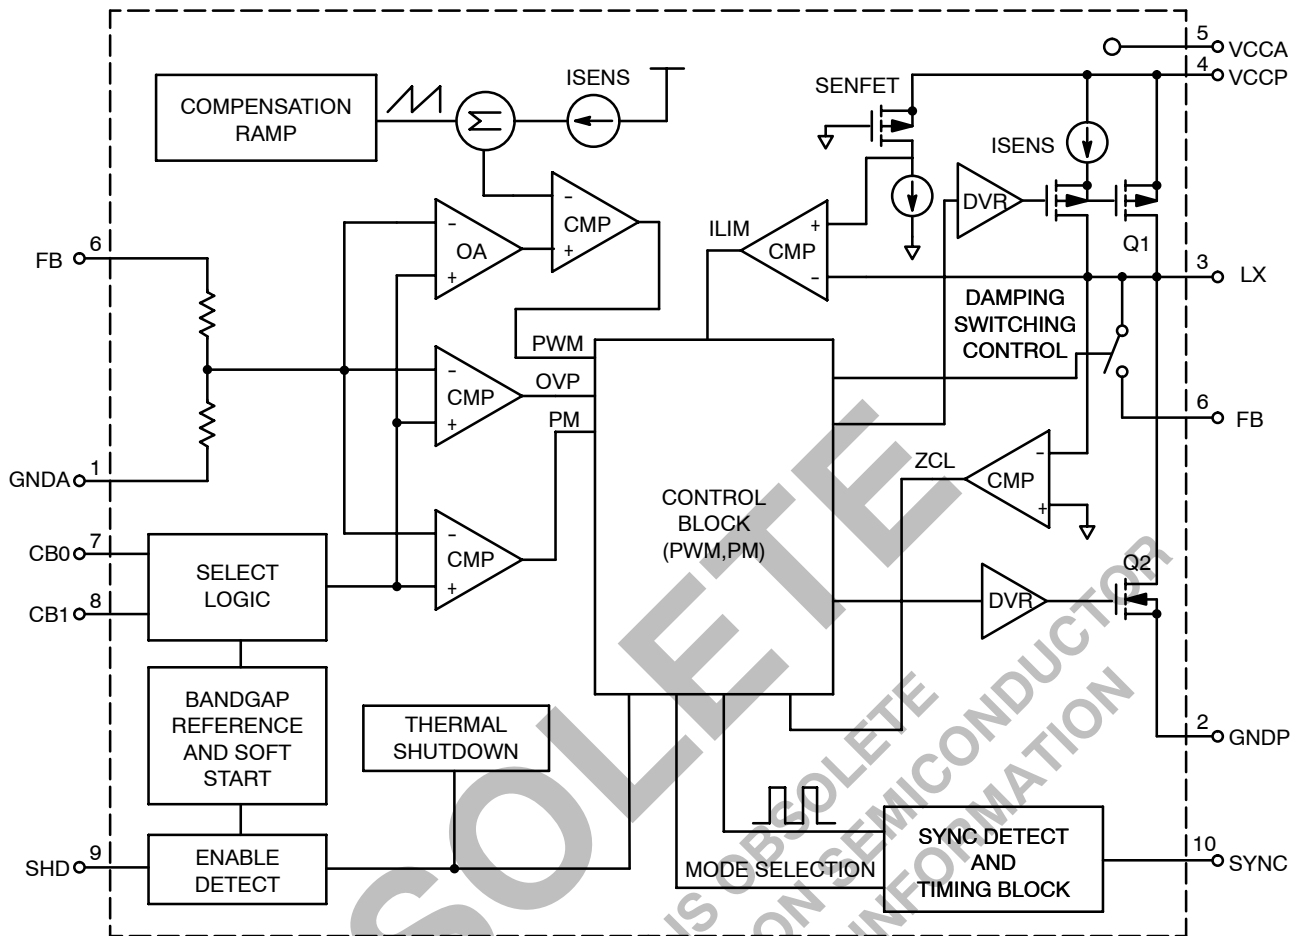 5
VCCA
4
VCCP
COMPENSATION
RAMP
Σ
ISENS
SENFET
ISENS
DVR
Q1
-
CMP
+
-
OA
+
ILIM
+
CMP
-
6
FB
3
LX
DAMPING
SWITCHING
CONTROL
PWM
-
CMP
+
OVP
PM
6
FB
GNDA
1
ZCL
-
CMP
+
CONTROL
BLOCK
(PWM,PM)
CB0
7
CB1
8
SELECT
LOGIC
-
CMP
+
DVR
Q2
BANDGAP
REFERENCE
AND SOFT
START
THERMAL
SHUTDOWN
2
GNDP
SHD
9
ENABLE
DETECT
MODE SELECTION
SYNC DETECT
AND
TIMING BLOCK
10
SYNC
SOLETE
IS OBSOLETE
ON SEMICONDUCTOR
INFORMATION